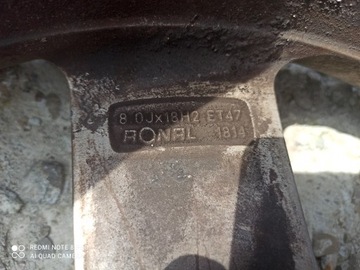 8.0Jx18H2 ET47
RONAL 1814
REDMI NOTE 8
AI QUAD CAMERA